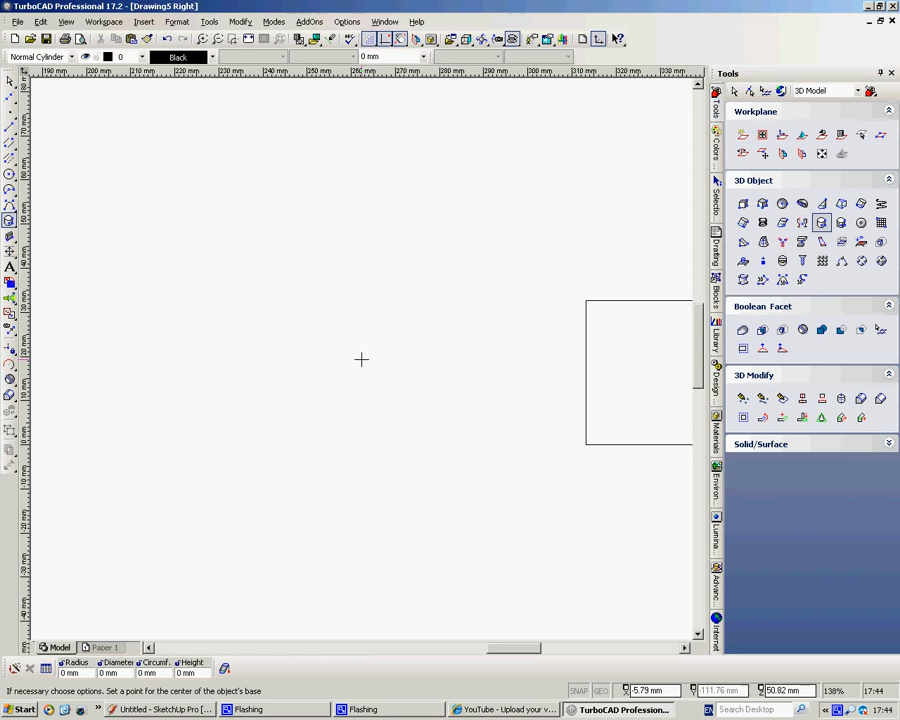 TurboCAD Professional 17.2 - [Drawing5 Right]
File Edit View Workspace Insert Format Tools Modify Modes AddOns Options Window Help
Normal Cylinder 0 Black 0 mm
190 mm 200 mm 210 mm 220 mm 230 mm 240 mm 250 mm 260 mm 270 mm 280 mm 290 mm 300 mm 310 mm 320 mm 330 mm
Tools
3D Model
Workplane
3D Object
Boolean Facet
3D Modify
Solid/Surface
Tools
Colors
Selectio
Drafting
Blocks
Library
Design
Materials
Environ.
Lumina..
Advanc.
Internet
Model Paper 1
Radius Diameter Circumf. Height
0 mm 0 mm 0 mm 0 mm
If necessary choose options. Set a point for the center of the object's base
SNAP GEO X -5.79 mm Y -111.76 mm Z 50.82 mm 138% 17:44
Start Untitled - SketchUp Pro [... Flashing Flashing YouTube - Upload your v... TurboCAD Profession... EN Search Desktop 17:44